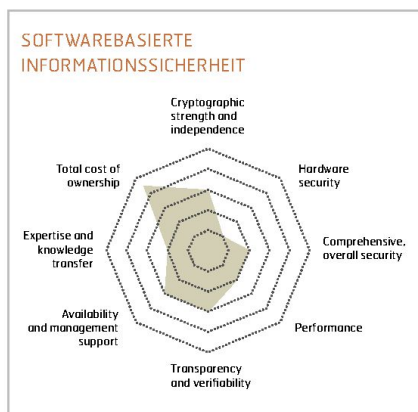 SOFTWAREBASIERTE
INFORMATIONSSICHERHEIT
Cryptographic
strength and
independence
Total cost of
ownership
Hardware
security
Expertise and
knowledge
transfer
Comprehensive,
overall security
Availability
and management
support
Performance
Transparency
and verifiability